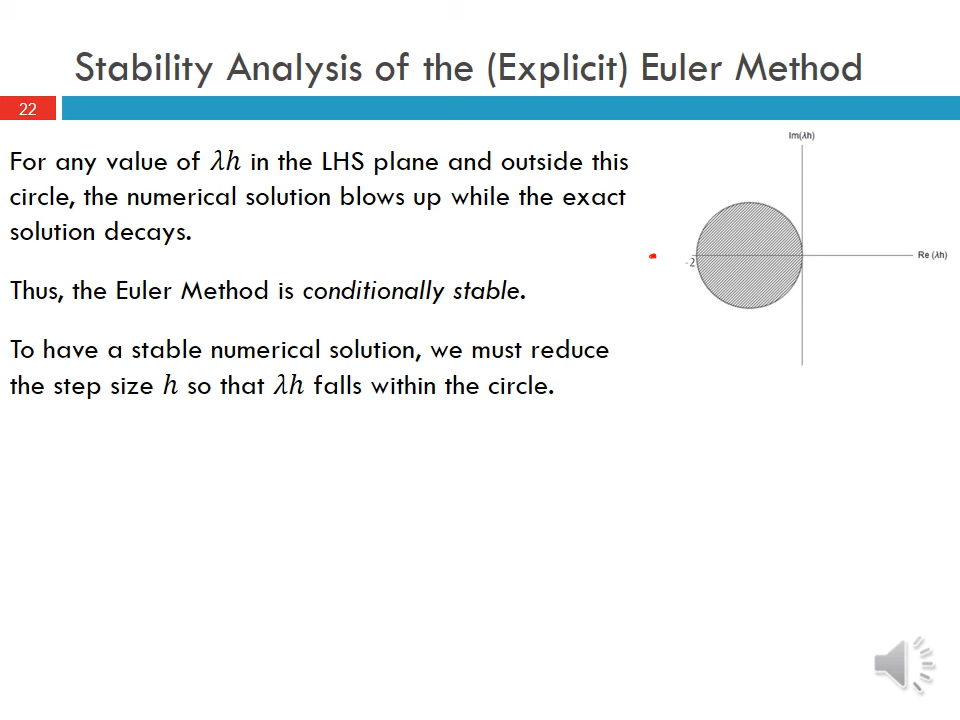 Stability Analysis of the (Explicit) Euler Method
22
For any value of λh in the LHS plane and outside this
circle, the numerical solution blows up while the exact
solution decays.
Thus, the Euler Method is conditionally stable.
To have a stable numerical solution, we must reduce
the step size h so that λh falls within the circle.
Im(λh)
-2
Re (λh)